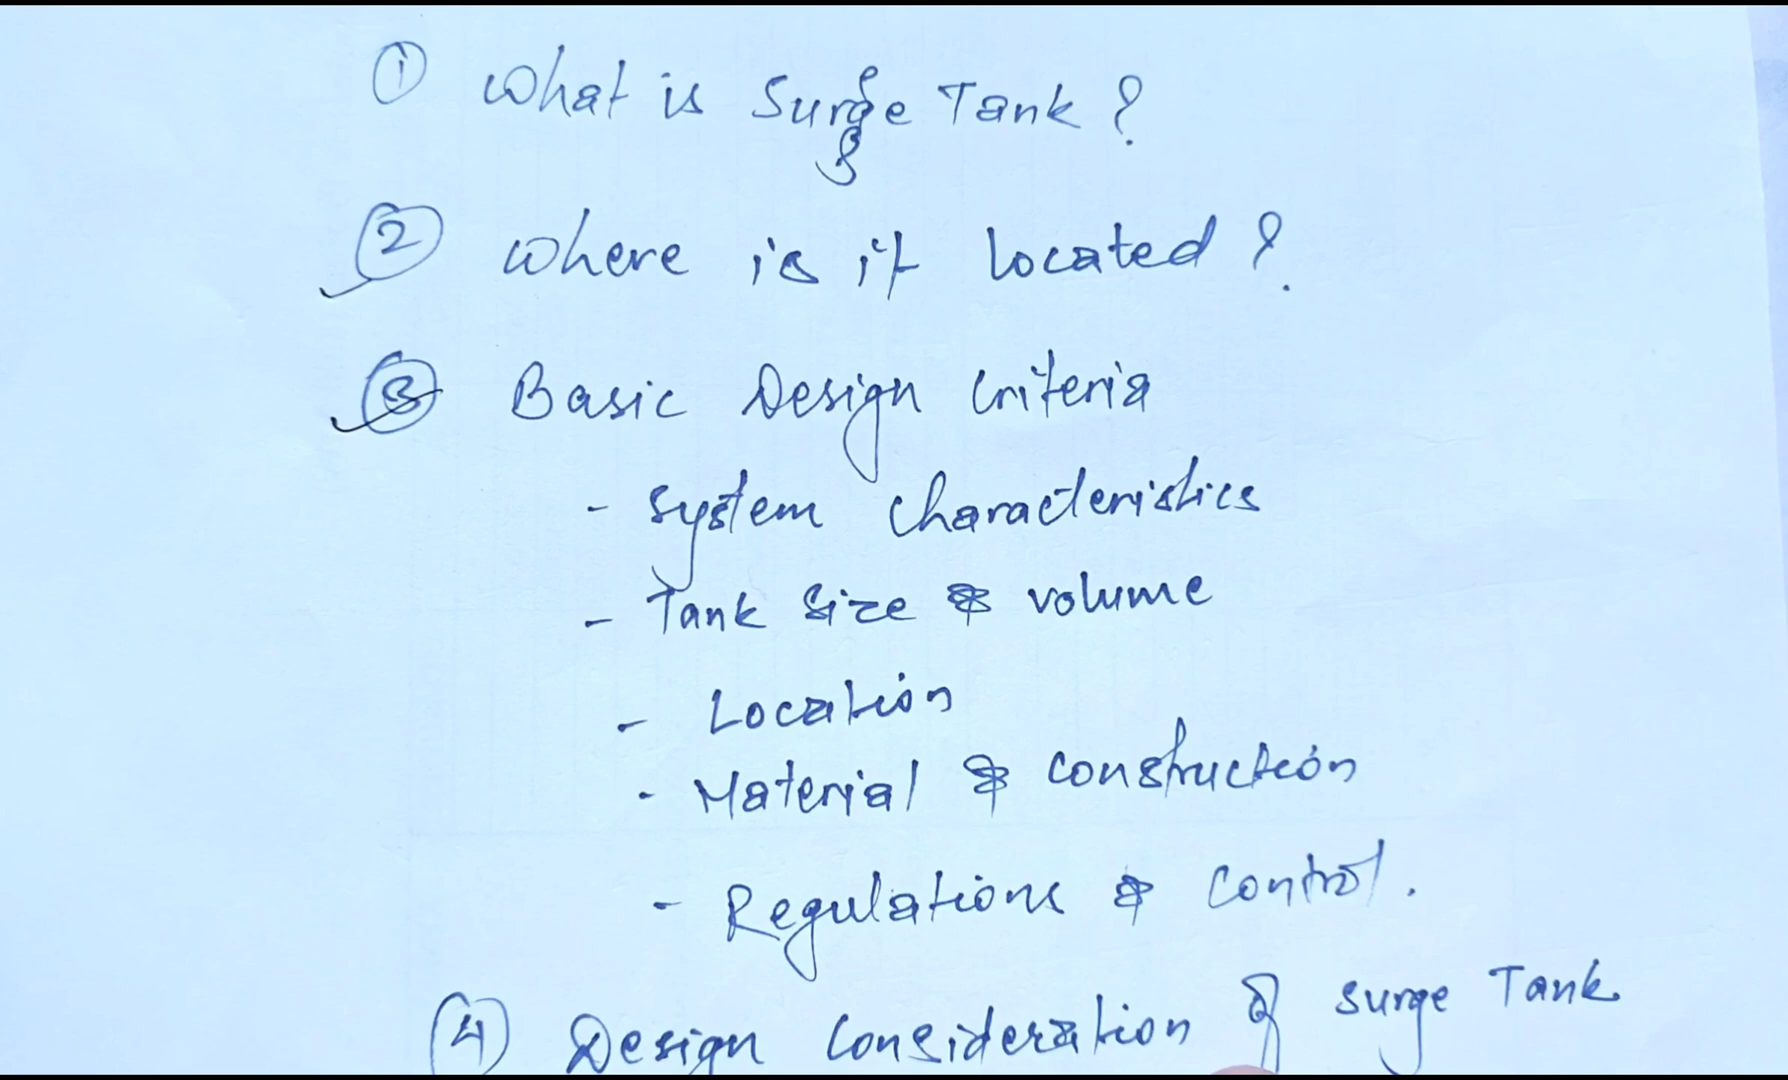 ① What is Surge Tank?
② Where is it located?
③ Basic Design Criteria
- System characteristics
- Tank Size & volume
- Location
- Material & construction
- Regulations & Control.
④ Design Consideration of Surge Tank